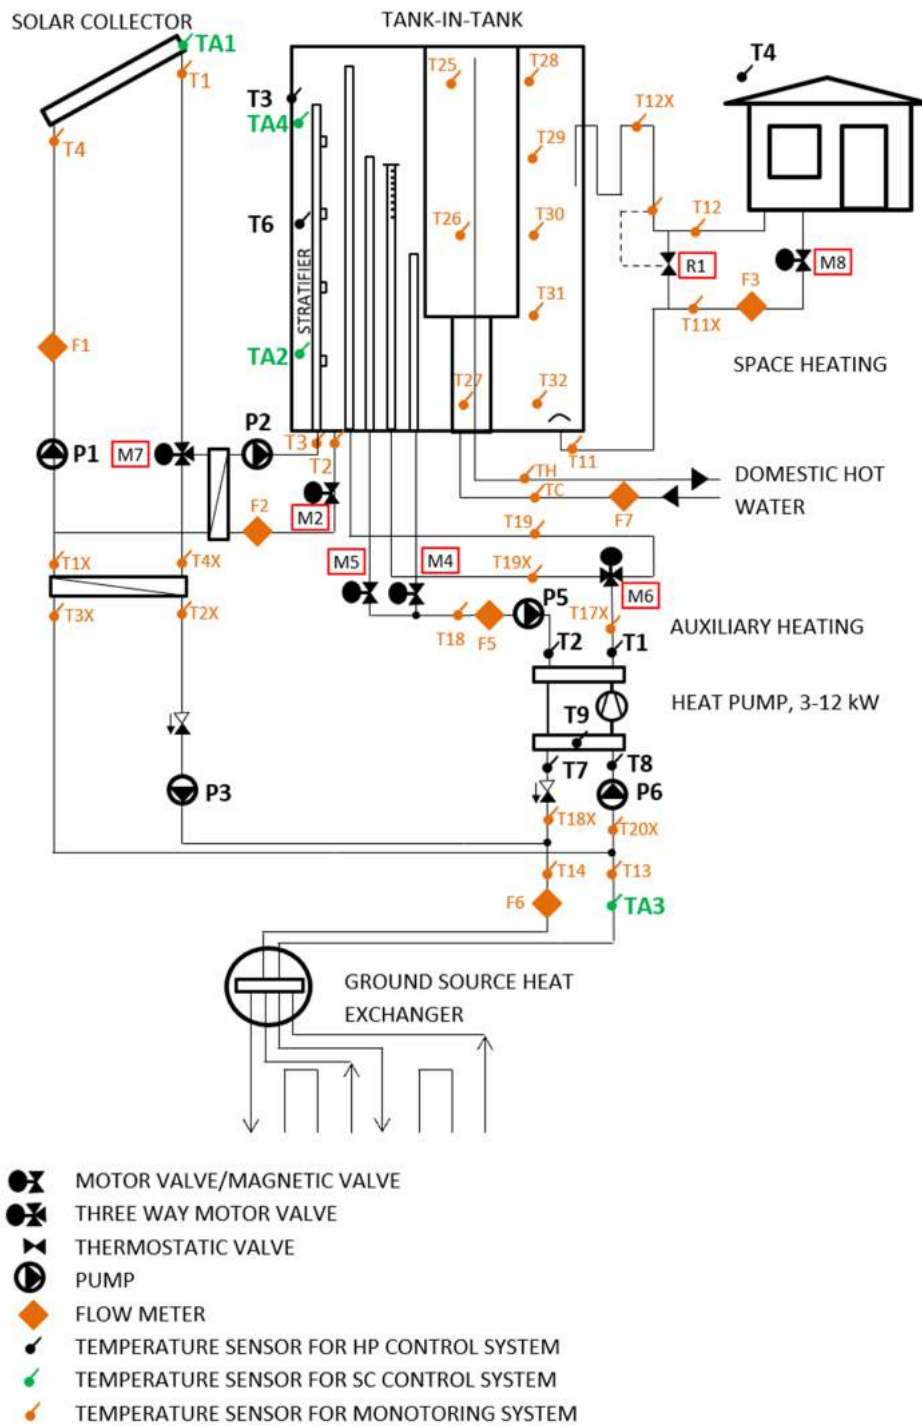 SOLAR COLLECTOR
TANK-IN-TANK
TA1
T1
T4
T3
TA4
T6
STRATIFIER
TA2
T25
T28
T29
T26
T30
T31
T27
T32
T12X
T4
T12
R1
M8
F3
T11X
SPACE HEATING
F1
P1
M7
P2
T3
T2
M2
F2
T11
TH
TC
F7
DOMESTIC HOT
WATER
T19
T19X
M5
M4
M6
T1X
T4X
T3X
T2X
T18
F5
P5
T17X
T2
T1
AUXILIARY HEATING
HEAT PUMP, 3-12 kW
T9
T7
T8
P3
P6
T18X
T20X
T14
T13
F6
TA3
GROUND SOURCE HEAT
EXCHANGER
MOTOR VALVE/MAGNETIC VALVE
THREE WAY MOTOR VALVE
THERMOSTATIC VALVE
PUMP
FLOW METER
TEMPERATURE SENSOR FOR HP CONTROL SYSTEM
TEMPERATURE SENSOR FOR SC CONTROL SYSTEM
TEMPERATURE SENSOR FOR MONOTORING SYSTEM